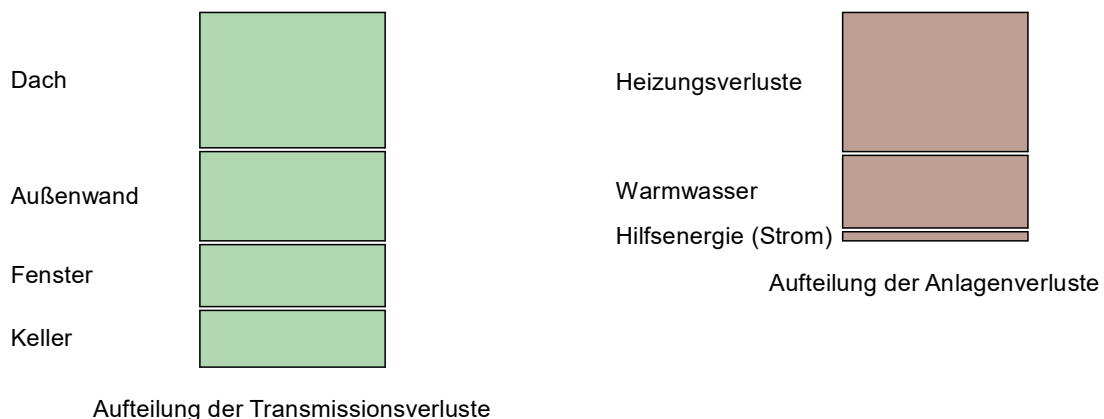 Dach
Außenwand
Fenster
Keller
Aufteilung der Transmissionsverluste
Heizungsverluste
Warmwasser
Hilfsenergie (Strom)
Aufteilung der Anlagenverluste